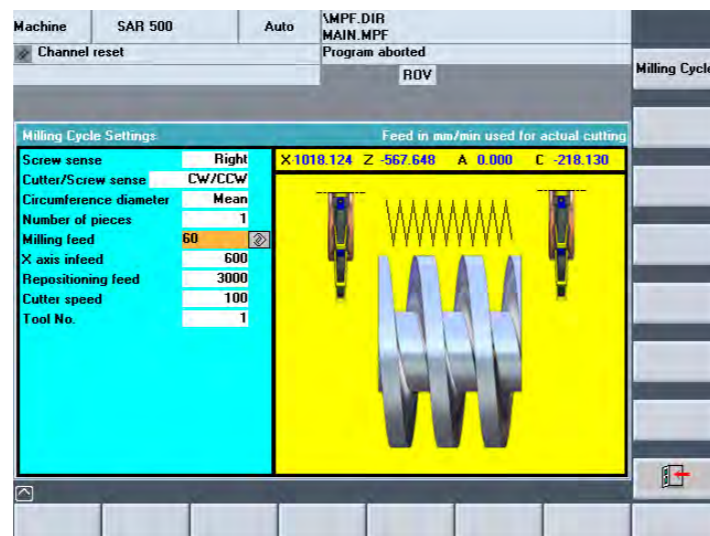 Machine SAR 500 Auto \MPF.DIR
MAIN.MPF
Channel reset Program aborted
ROV
Milling Cycle
Milling Cycle Settings Feed in mm/min used for actual cutting
Screw sense Right
X-1018.124 Z -567.648 A 0.000 C -218.130
Cutter/Screw sense CW/CCW
Circumference diameter Mean
Number of pieces 1
Milling feed 60
X axis infeed 600
Repositioning feed 3000
Cutter speed 100
Tool No. 1